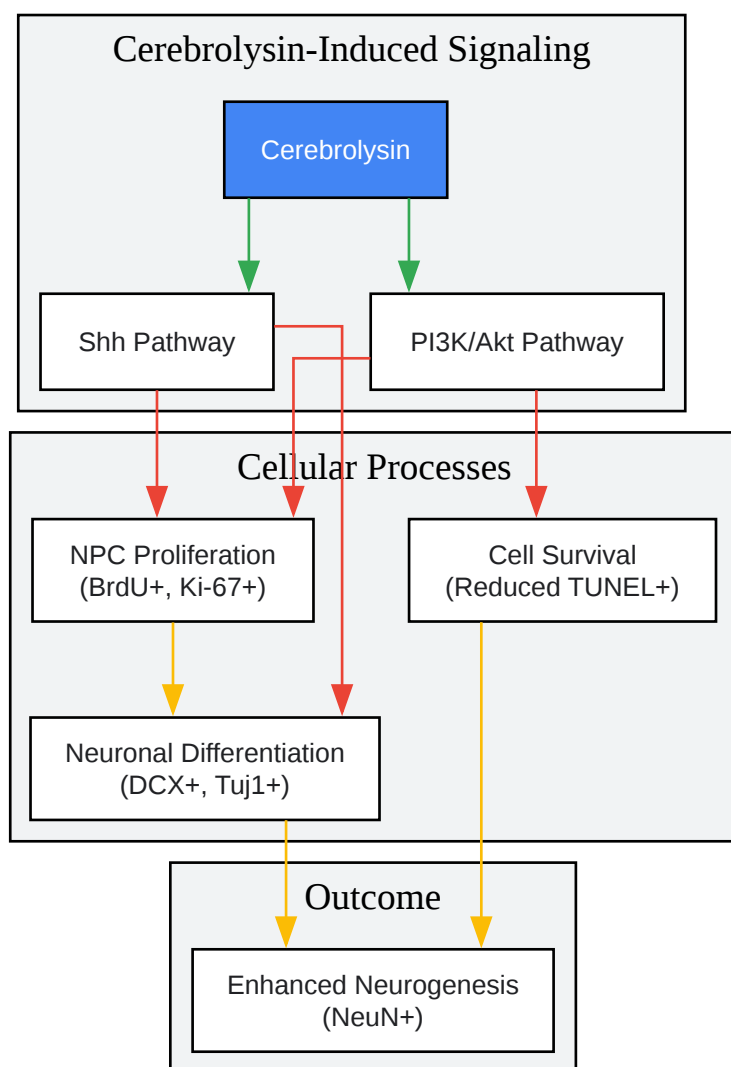 Cerebrolysin-Induced Signaling
Cerebrolysin
Shh Pathway
PI3K/Akt Pathway
Cellular Processes
NPC Proliferation
(BrdU+, Ki-67+)
Cell Survival
(Reduced TUNEL+)
Neuronal Differentiation
(DCX+, Tuj1+)
Outcome
Enhanced Neurogenesis
(NeuN+)